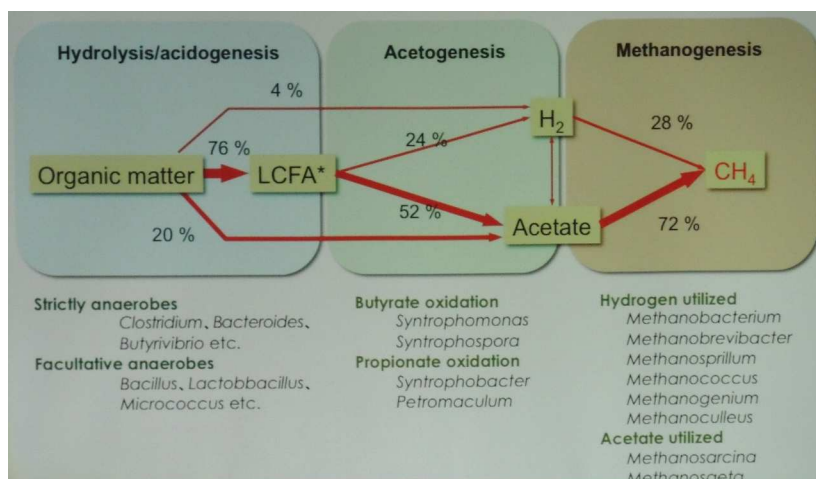 Hydrolysis/acidogenesis
Acetogenesis
Methanogenesis
4 %
H2
76 %
24 %
28 %
Organic matter
LCFA*
CH4
20 %
52 %
Acetate
72 %
Strictly anaerobes
Clostridium、Bacteroides、
Butyrivibrio etc.
Facultative anaerobes
Bacillus、Lactobbacillus、
Micrococcus etc.
Butyrate oxidation
Syntrophomonas
Syntrophospora
Propionate oxidation
Syntrophobacter
Petromaculum
Hydrogen utilized
Methanobacterium
Methanobrevibacter
Methanosprillum
Methanococcus
Methanogenium
Methanoculleus
Acetate utilized
Methanosarcina
Methanosaeta